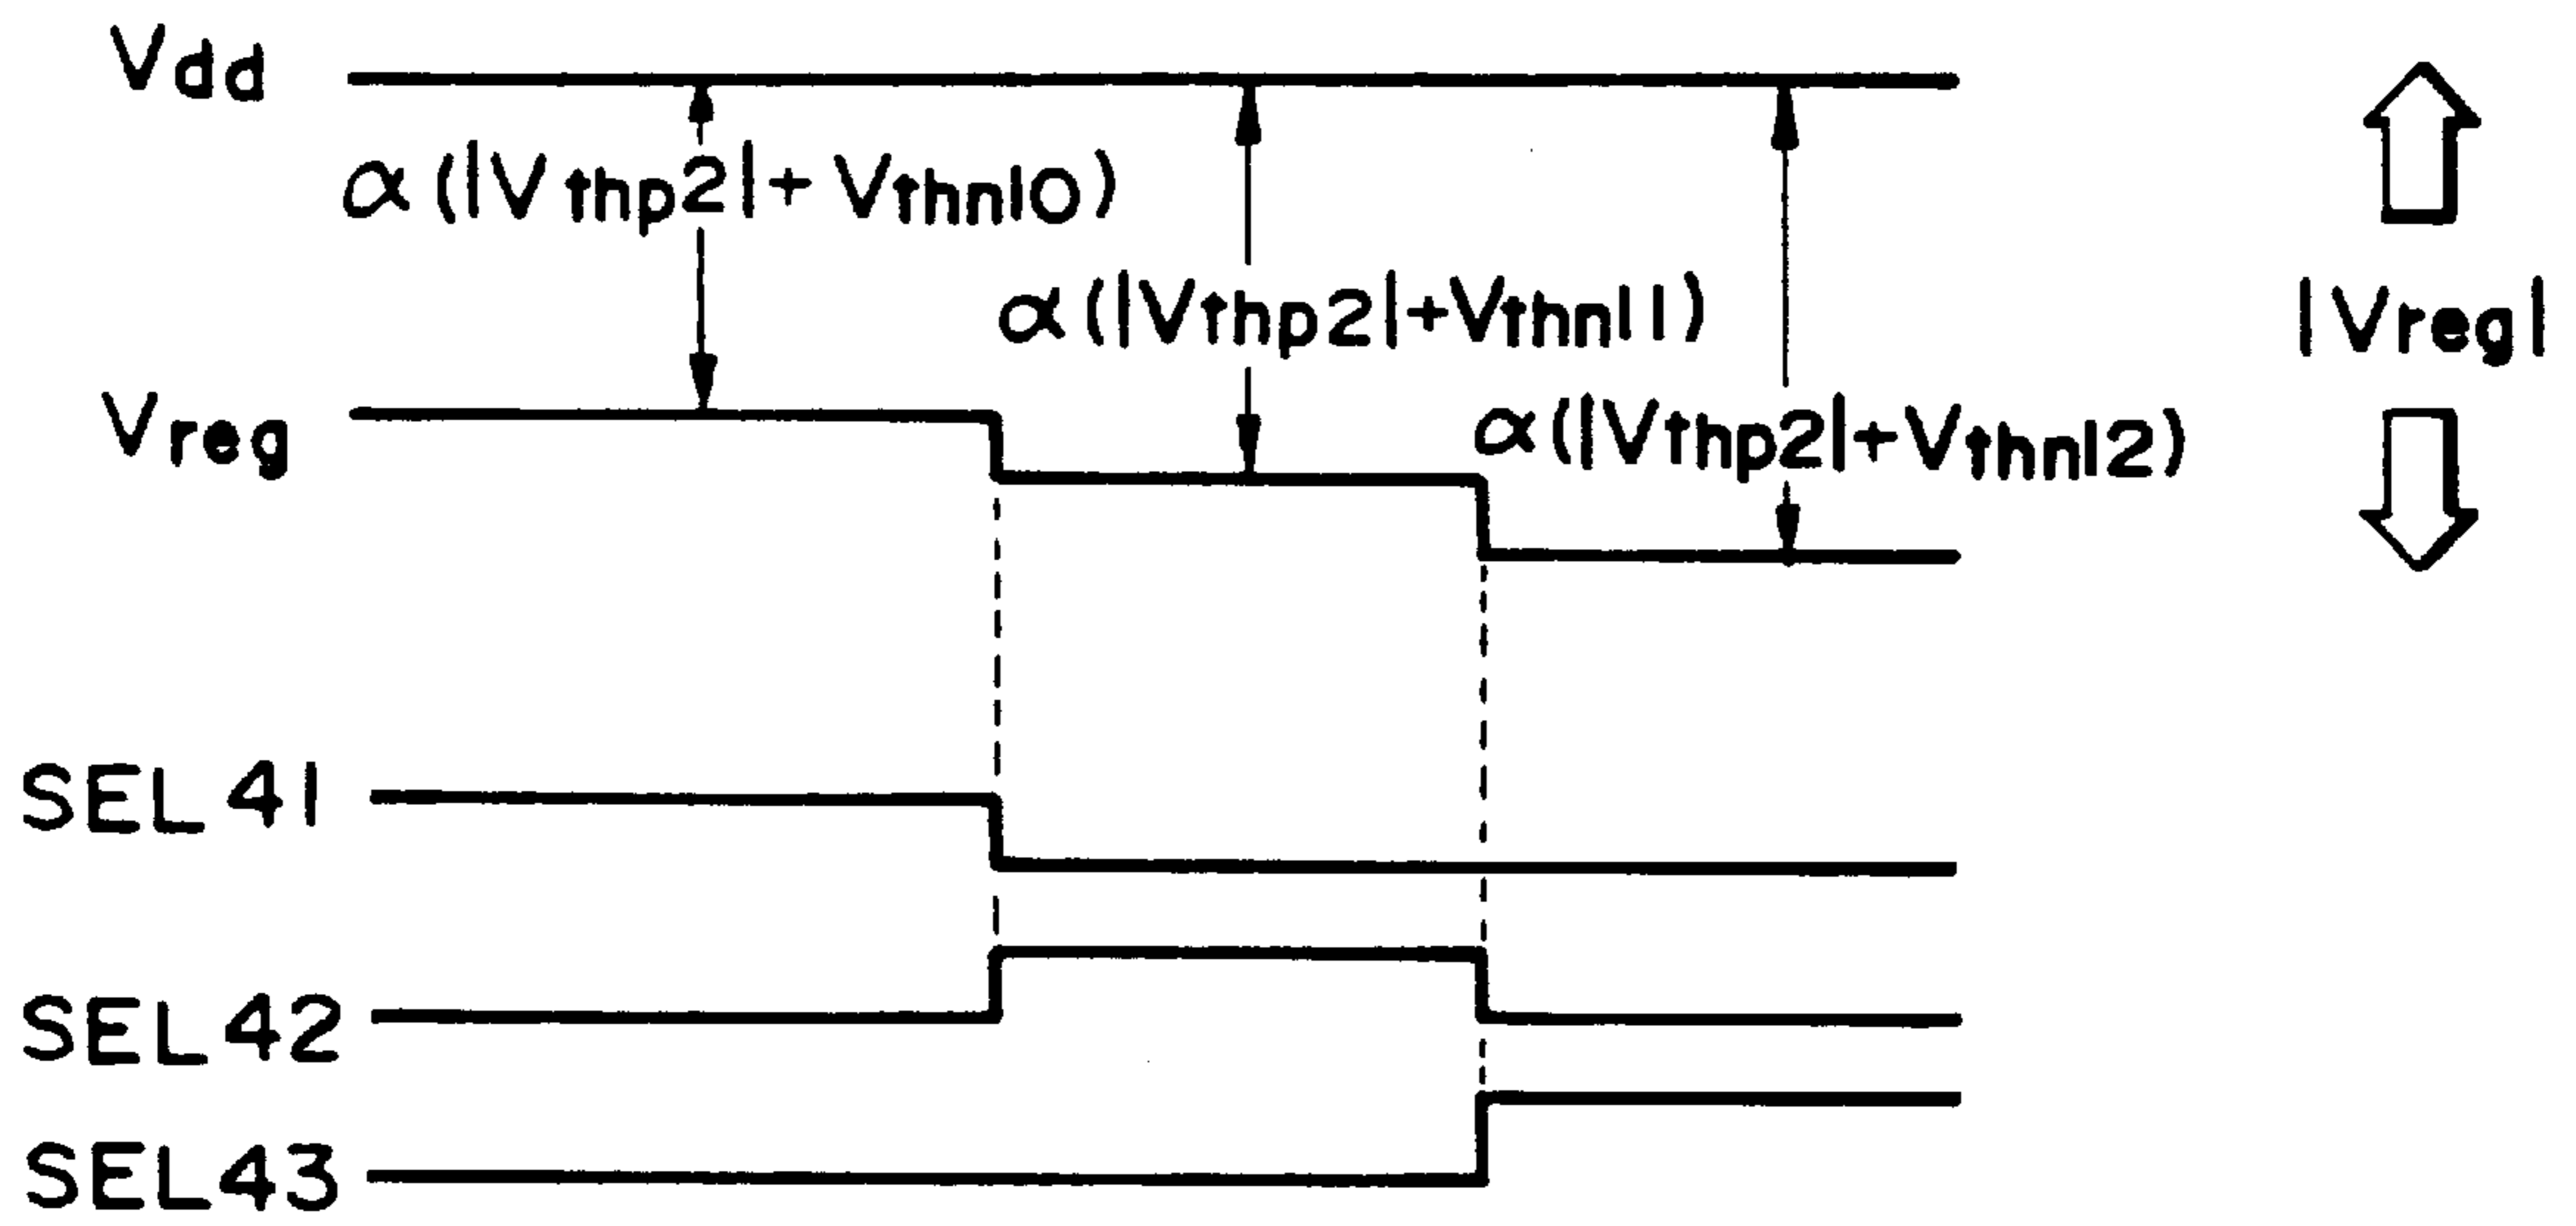 Vdd
α(|Vthp2|+Vthn10)
α(|Vthp2|+Vthn11)
|Vreg|
Vreg
α(|Vthp2|+Vthn12)
SEL41
SEL42
SEL43